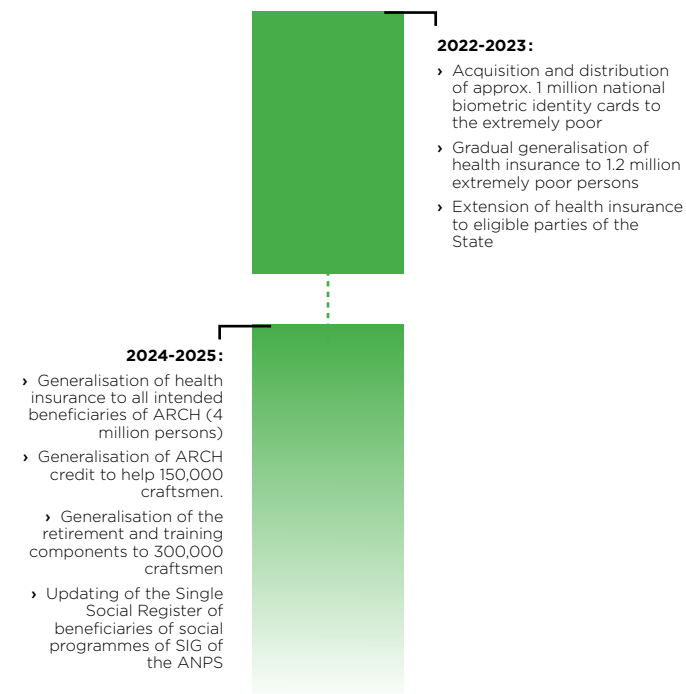 2022-2023:
› Acquisition and distribution
of approx. 1 million national
biometric identity cards to
the extremely poor
› Gradual generalisation of
health insurance to 1.2 million
extremely poor persons
› Extension of health insurance
to eligible parties of the
State
2024-2025:
› Generalisation of health
insurance to all intended
beneficiaries of ARCH (4
million persons)
› Generalisation of ARCH
credit to help 150,000
craftsmen.
› Generalisation of the
retirement and training
components to 300,000
craftsmen
› Updating of the Single
Social Register of
beneficiaries of social
programmes of SIG of
the ANPS